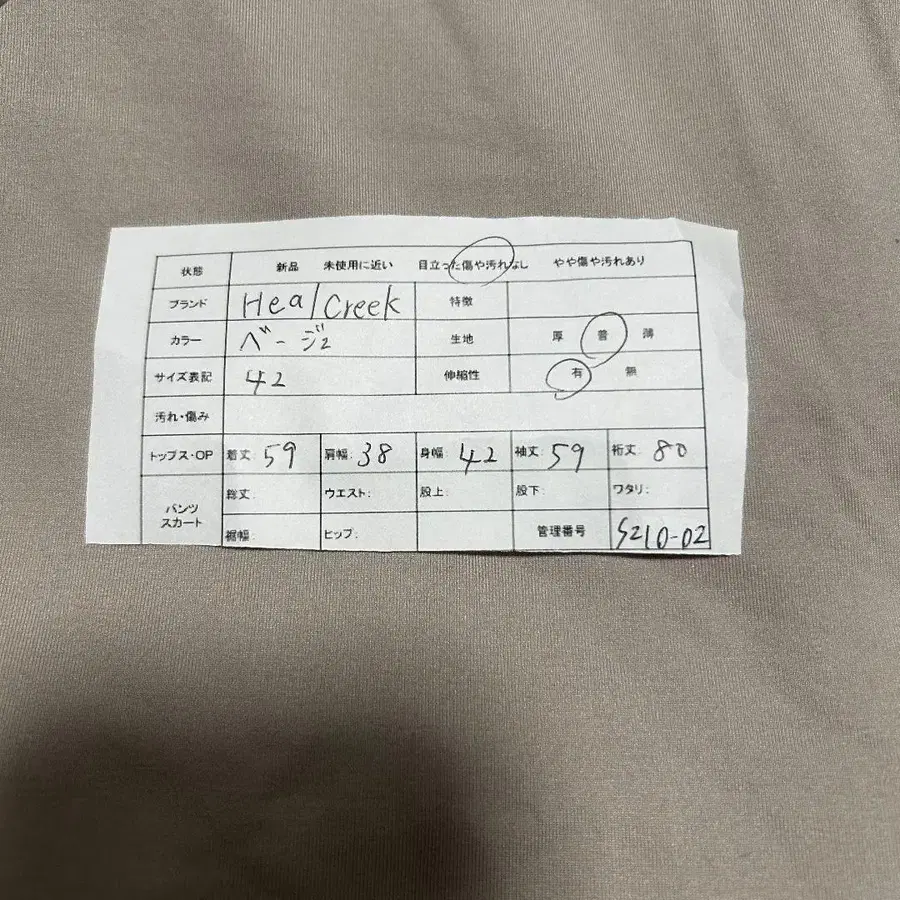 状態 新品 未使用に近い 目立った傷や汚れなし やや傷や汚れあり
ブランド Heal Creek 特徴
カラー ベージュ 生地 厚 普 薄
サイズ表記 42 伸縮性 有 無
汚れ・傷み
トップス・OP 着丈: 59 肩幅: 38 身幅: 42 袖丈: 59 裄丈: 80
パンツ スカート 総丈: ウエスト: 股上: 股下: ワタリ:
裾幅: ヒップ: 管理番号 S210-02